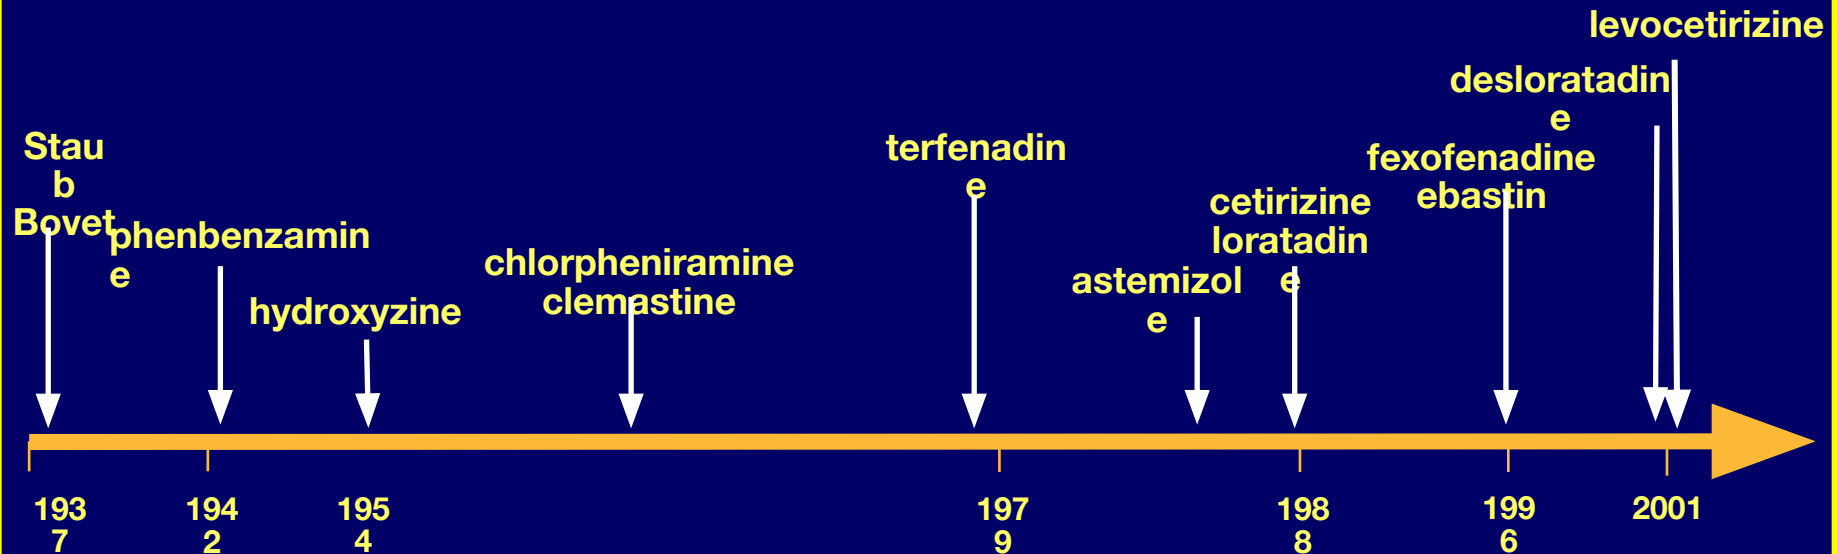 levocetirizine
desloratadin
e
Stau
b
Bovet
terfenadin
e
fexofenadine
ebastin
cetirizine
loratadin
e
phenbenzamin
e
chlorpheniramine
clemastine
astemizol
e
hydroxyzine
193
7
194
2
195
4
197
9
198
8
199
6
2001